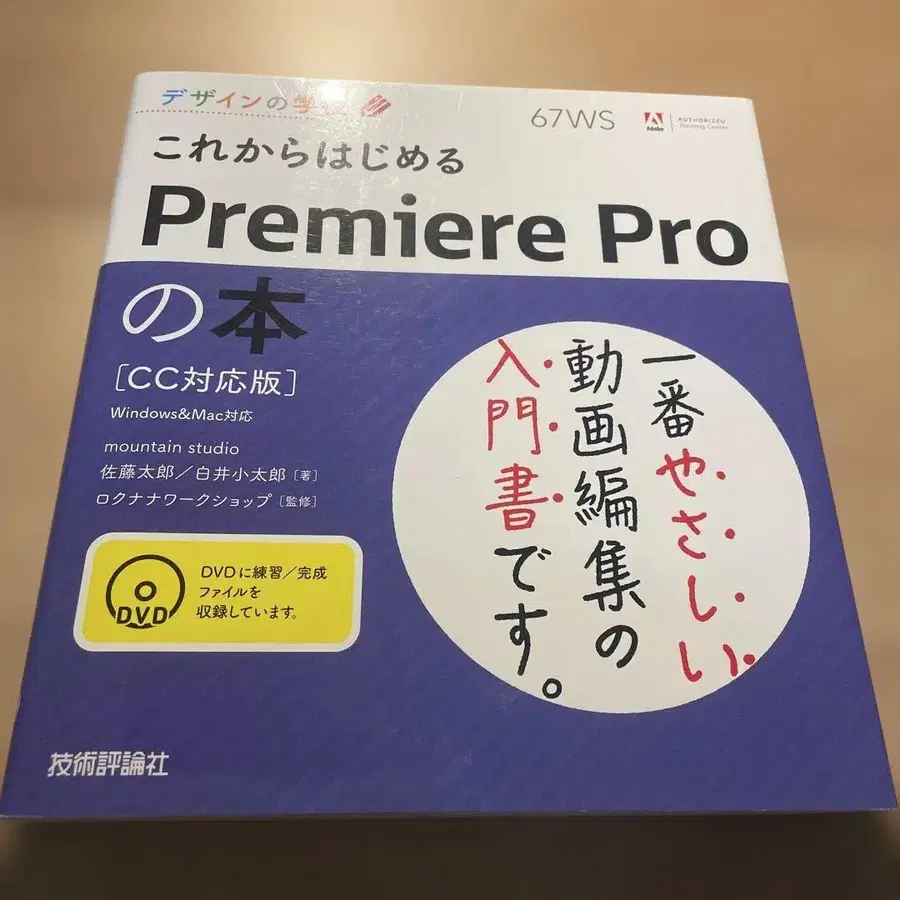 デザインの学校
67WS
Adobe
AUTHORIZED
Training Center
これからはじめる
Premiere Pro
の本
[CC対応版]
Windows&Mac対応
mountain studio
佐藤太郎／白井小太郎［著］
ロクナナワークショップ［監修］
一番やさしい
動画編集の
入門書です。
DVD
DVDに練習／完成
ファイルを
収録しています。
技術評論社